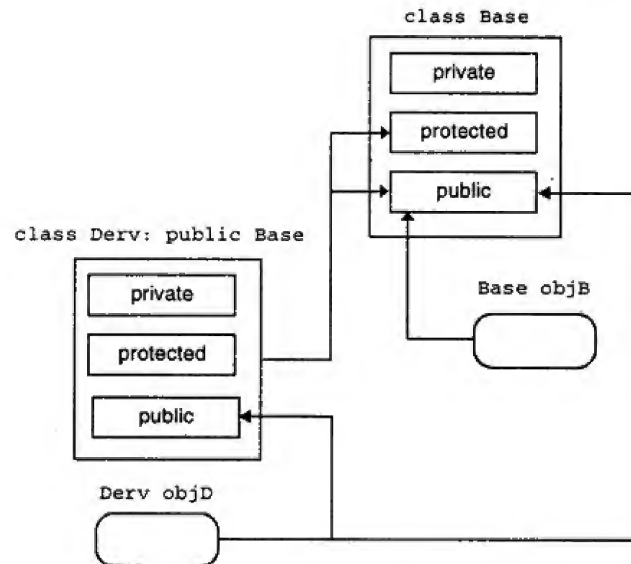 class Base
private
protected
public
class Derv: public Base
private
protected
public
Base objB
Derv objD